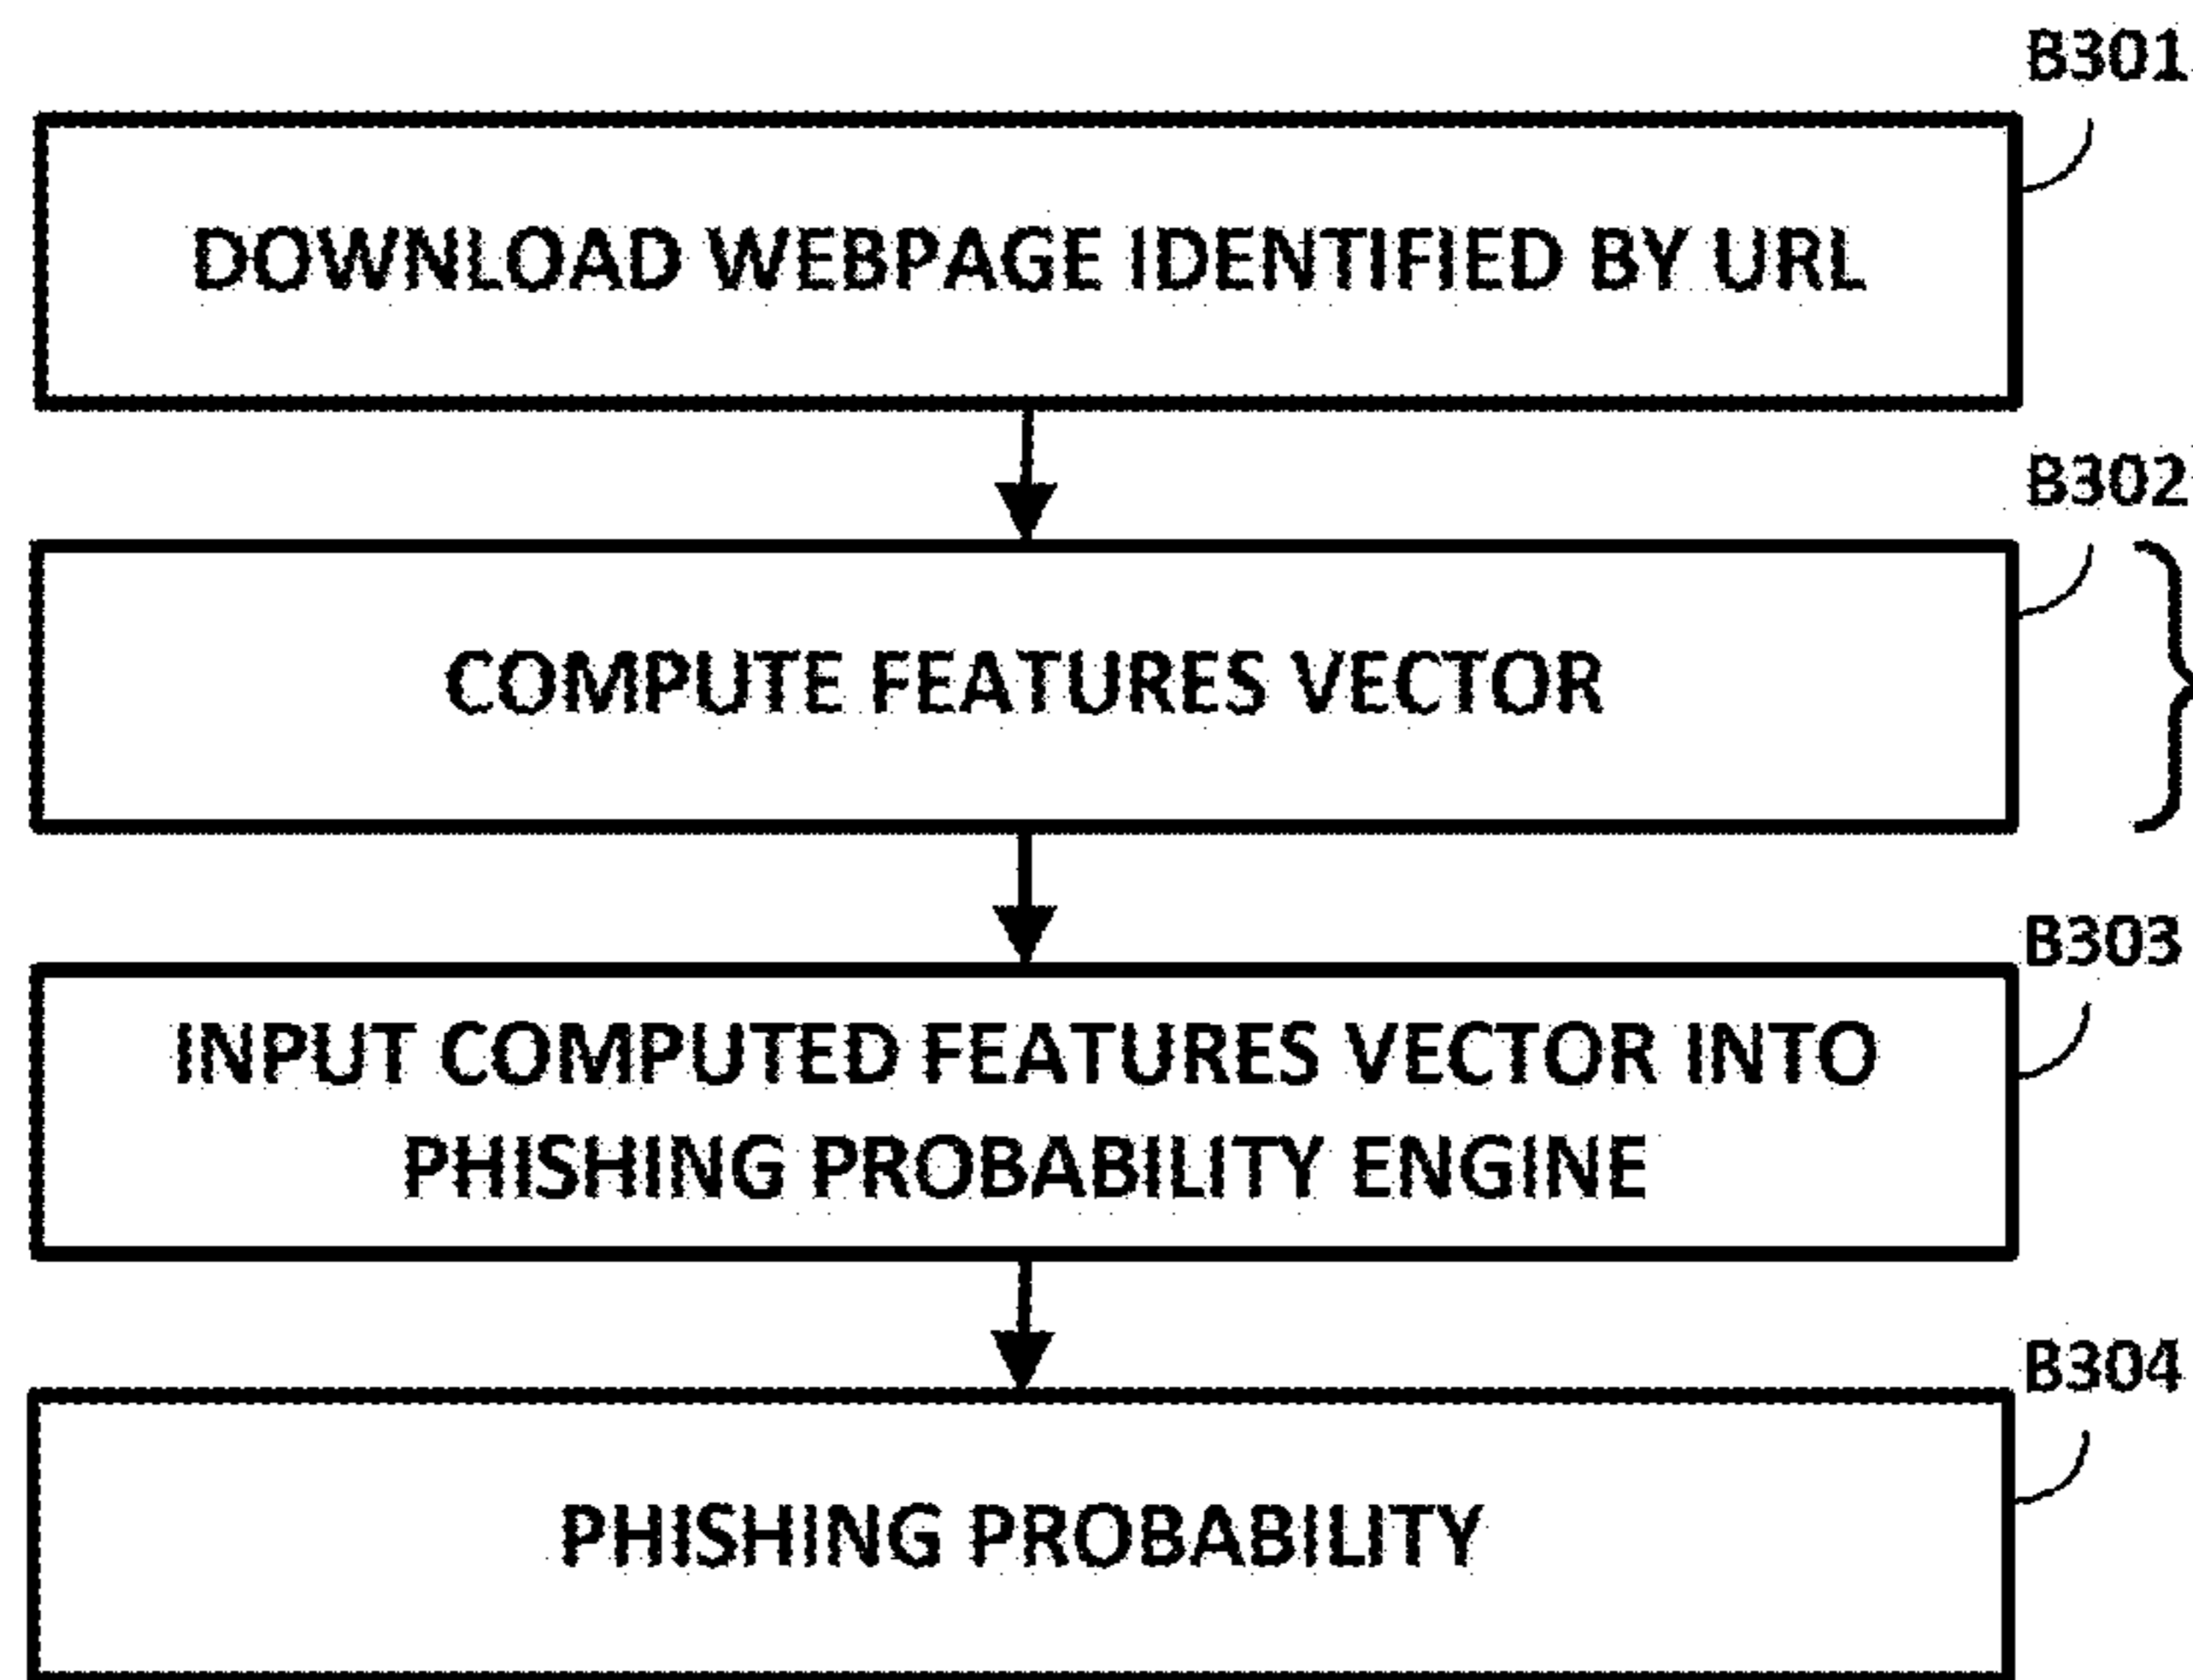 B301
DOWNLOAD WEBPAGE IDENTIFIED BY URL
B302
COMPUTE FEATURES VECTOR
B303
INPUT COMPUTED FEATURES VECTOR INTO
PHISHING PROBABILITY ENGINE
B304
PHISHING PROBABILITY